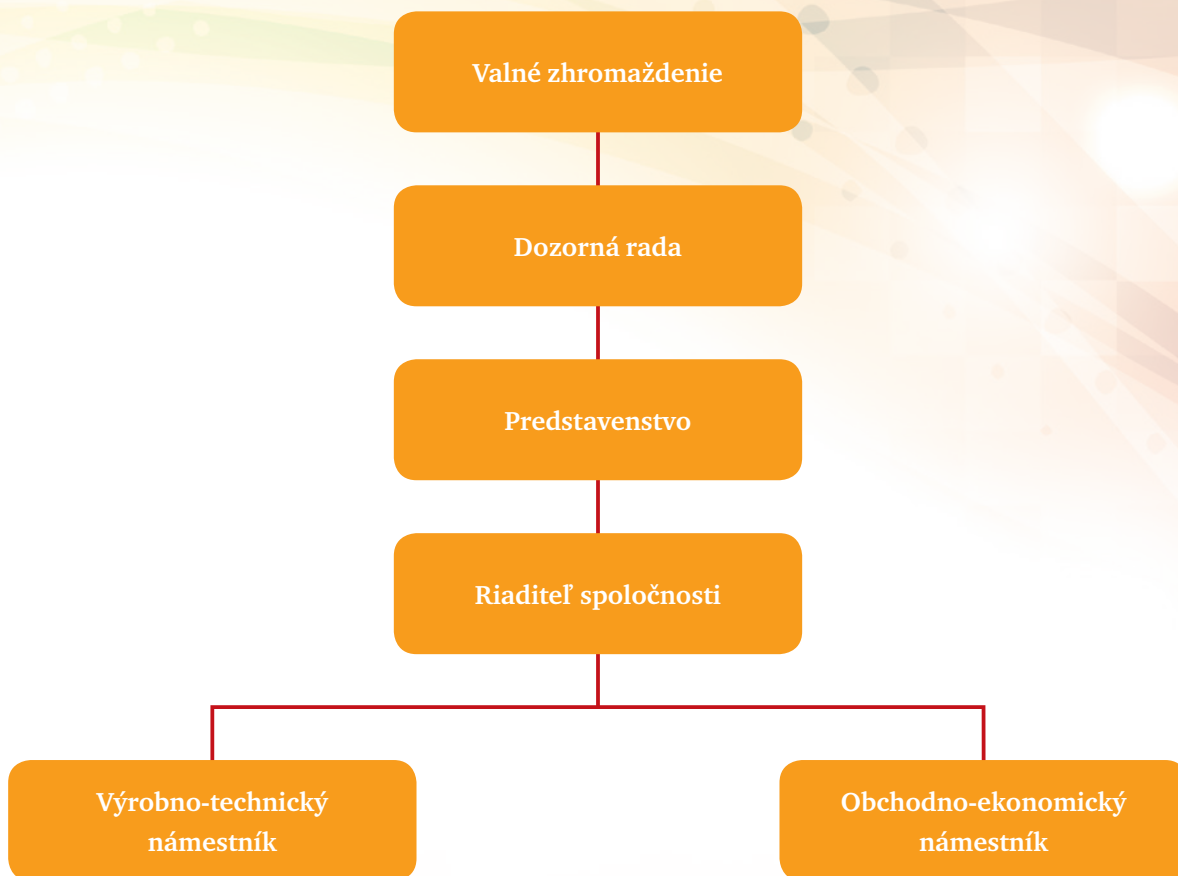 Valné zhromaždenie
Dozorná rada
Predstavenstvo
Riaditeľ spoločnosti
Výrobno-technický
námestník
Obchodno-ekonomický
námestník